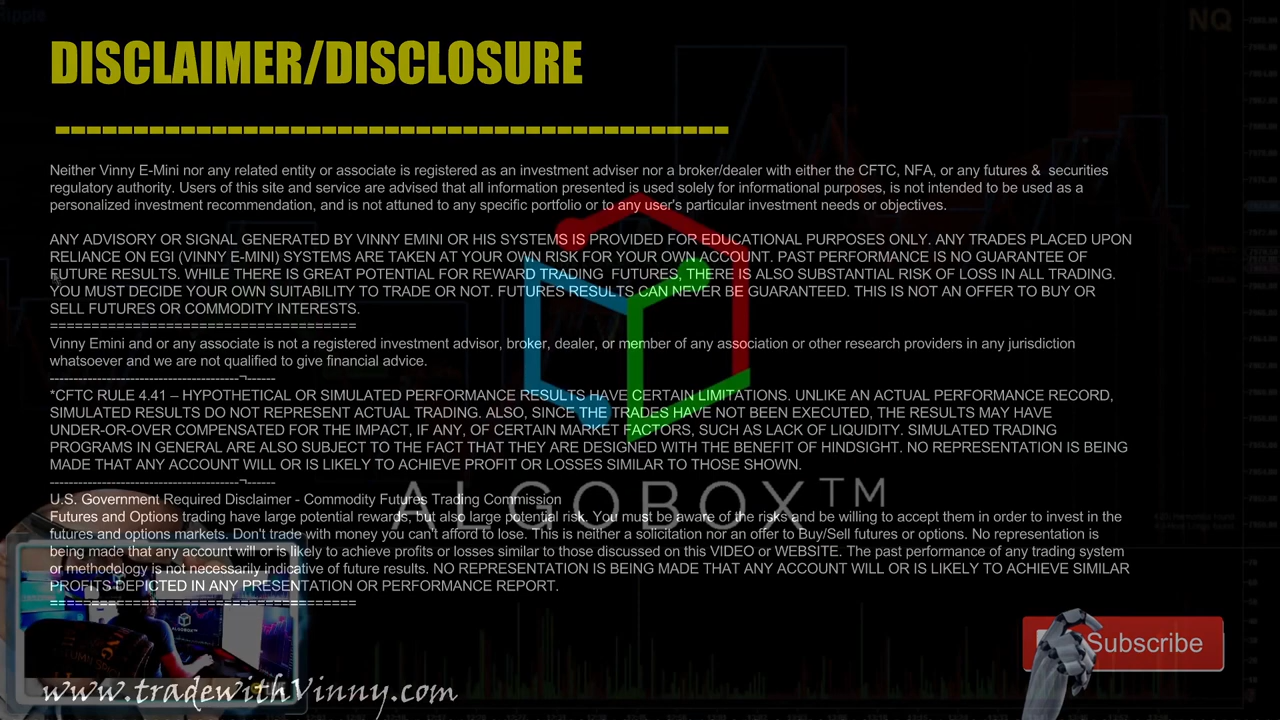 NQ
DISCLAIMER/DISCLOSURE
-------------------------------------------
Neither Vinny E-Mini nor any related entity or associate is registered as an investment adviser nor a broker/dealer with either the CFTC, NFA, or any futures & securities
regulatory authority. Users of this site and service are advised that all information presented is used solely for informational purposes, is not intended to be used as a
personalized investment recommendation, and is not attuned to any specific portfolio or to any user's particular investment needs or objectives.
ANY ADVISORY OR SIGNAL GENERATED BY VINNY EMINI OR HIS SYSTEMS IS PROVIDED FOR EDUCATIONAL PURPOSES ONLY. ANY TRADES PLACED UPON
RELIANCE ON EGI (VINNY E-MINI) SYSTEMS ARE TAKEN AT YOUR OWN RISK FOR YOUR OWN ACCOUNT. PAST PERFORMANCE IS NO GUARANTEE OF
FUTURE RESULTS. WHILE THERE IS GREAT POTENTIAL FOR REWARD TRADING FUTURES, THERE IS ALSO SUBSTANTIAL RISK OF LOSS IN ALL TRADING.
YOU MUST DECIDE YOUR OWN SUITABILITY TO TRADE OR NOT. FUTURES RESULTS CAN NEVER BE GUARANTEED. THIS IS NOT AN OFFER TO BUY OR
SELL FUTURES OR COMMODITY INTERESTS.
====================================
Vinny Emini and or any associate is not a registered investment advisor, broker, dealer, or member of any association or other research providers in any jurisdiction
whatsoever and we are not qualified to give financial advice.
----------------------------------------¬------
*CFTC RULE 4.41 – HYPOTHETICAL OR SIMULATED PERFORMANCE RESULTS HAVE CERTAIN LIMITATIONS. UNLIKE AN ACTUAL PERFORMANCE RECORD,
SIMULATED RESULTS DO NOT REPRESENT ACTUAL TRADING. ALSO, SINCE THE TRADES HAVE NOT BEEN EXECUTED, THE RESULTS MAY HAVE
UNDER-OR-OVER COMPENSATED FOR THE IMPACT, IF ANY, OF CERTAIN MARKET FACTORS, SUCH AS LACK OF LIQUIDITY. SIMULATED TRADING
PROGRAMS IN GENERAL ARE ALSO SUBJECT TO THE FACT THAT THEY ARE DESIGNED WITH THE BENEFIT OF HINDSIGHT. NO REPRESENTATION IS BEING
MADE THAT ANY ACCOUNT WILL OR IS LIKELY TO ACHIEVE PROFIT OR LOSSES SIMILAR TO THOSE SHOWN.
----------------------------------------¬------
U.S. Government Required Disclaimer - Commodity Futures Trading Commission
Futures and Options trading have large potential rewards, but also large potential risk. You must be aware of the risks and be willing to accept them in order to invest in the
futures and options markets. Don't trade with money you can't afford to lose. This is neither a solicitation nor an offer to Buy/Sell futures or options. No representation is
being made that any account will or is likely to achieve profits or losses similar to those discussed on this VIDEO or WEBSITE. The past performance of any trading system
or methodology is not necessarily indicative of future results. NO REPRESENTATION IS BEING MADE THAT ANY ACCOUNT WILL OR IS LIKELY TO ACHIEVE SIMILAR
PROFITS DEPICTED IN ANY PRESENTATION OR PERFORMANCE REPORT.
====================================
ALGOBOX™
ALGOBOX™
Subscribe
www.tradewithVinny.com